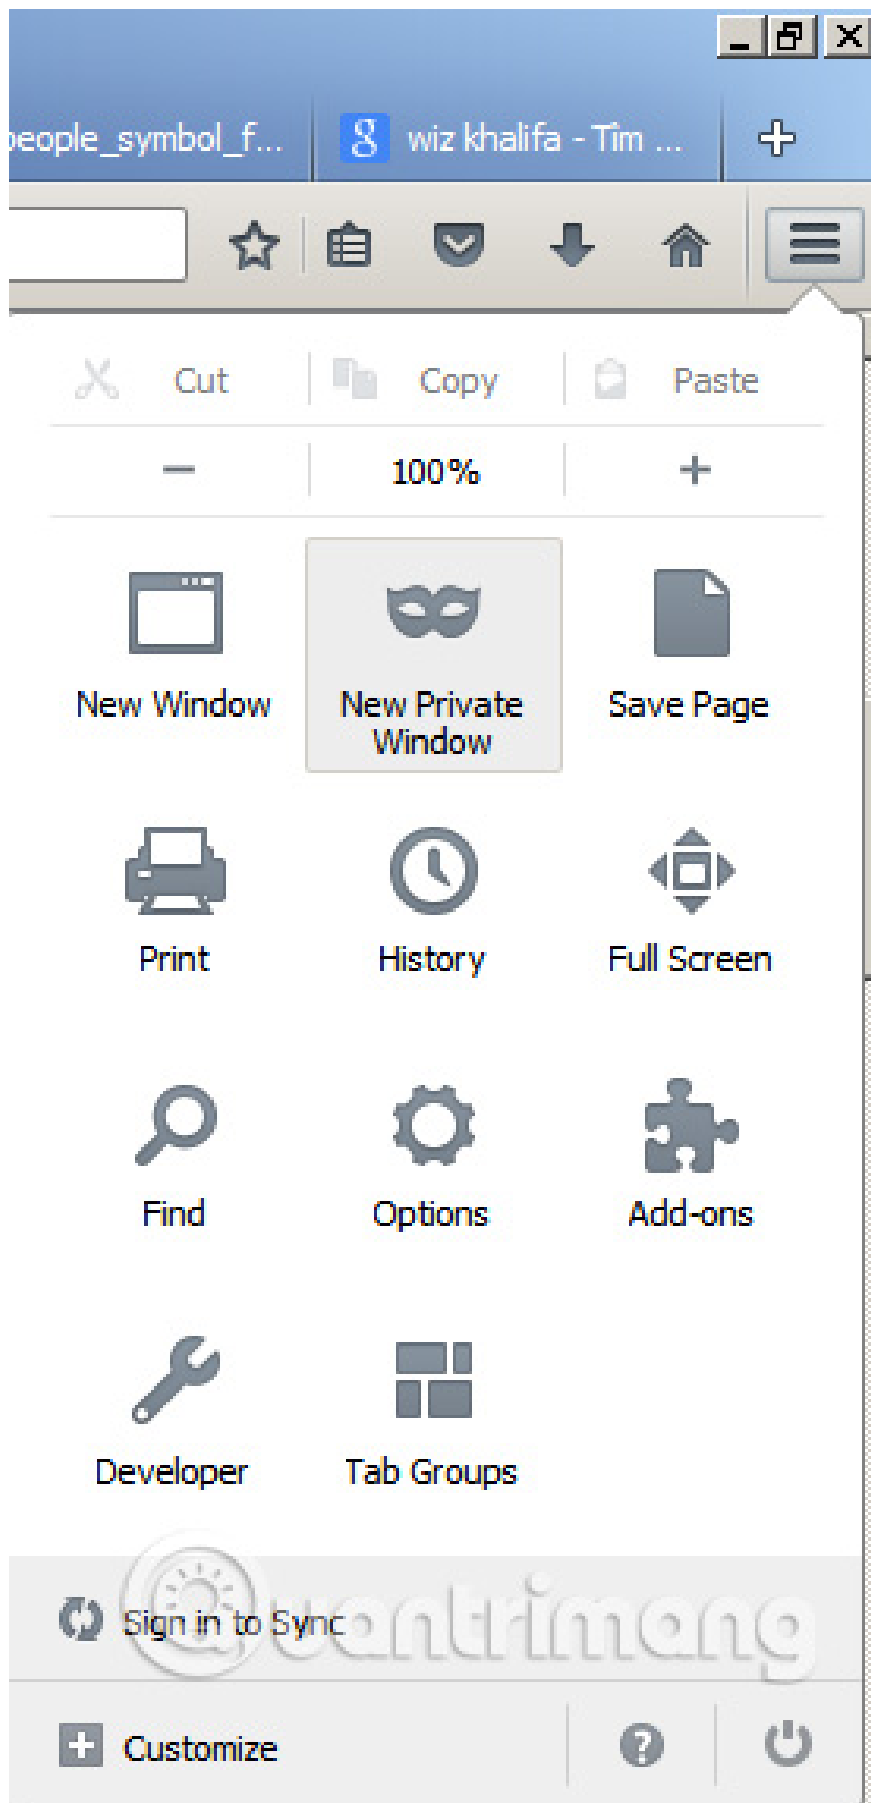 people_symbol_f...
g wiz khalifa - Tìm ...
Cut Copy Paste
100%
New Window
New Private
Window
Save Page
Print
History
Full Screen
Find
Options
Add-ons
Developer
Tab Groups
Sign in to Sync
Quantrimang
Customize
?